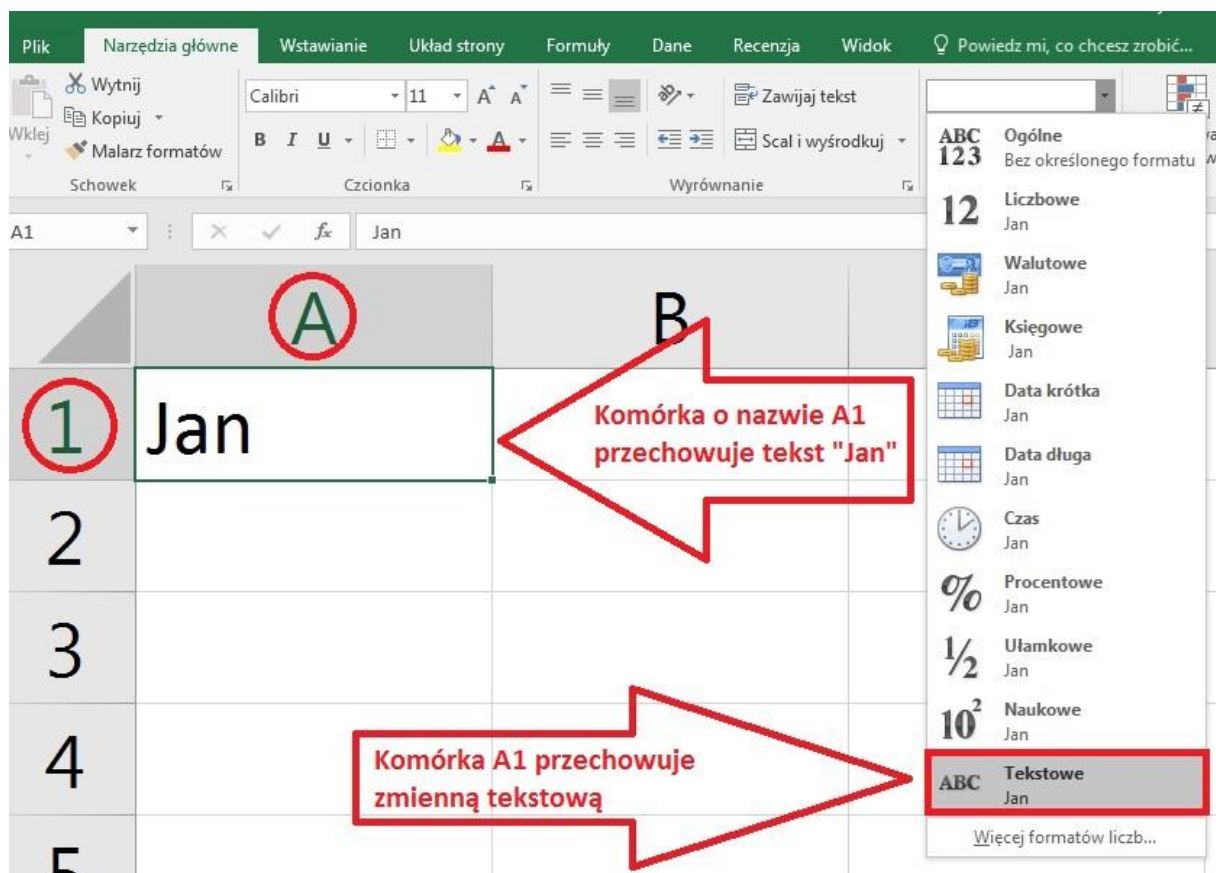 Plik Narzędzia główne Wstawianie Układ strony Formuły Dane Recenzja Widok Powiedz mi, co chcesz zrobić...
Wytnij
Kopiuj
Malarz formatów
Wklej
Schowek
Calibri 11 A A
B I U A
Czcionka
Zawijaj tekst
Scal i wyśrodkuj
Wyrównanie
A1 fx Jan
A B
1 Jan
2
3
4
5
Komórka o nazwie A1
przechowuje tekst "Jan"
Komórka A1 przechowuje
zmienną tekstową
ABC
123
Ogólne
Bez określonego formatu
12
Liczbowe
Jan
Walutowe
Jan
Księgowe
Jan
Data krótka
Jan
Data długa
Jan
Czas
Jan
%
Procentowe
Jan
1/2
Ułamkowe
Jan
10²
Naukowe
Jan
ABC
Tekstowe
Jan
Więcej formatów liczb...